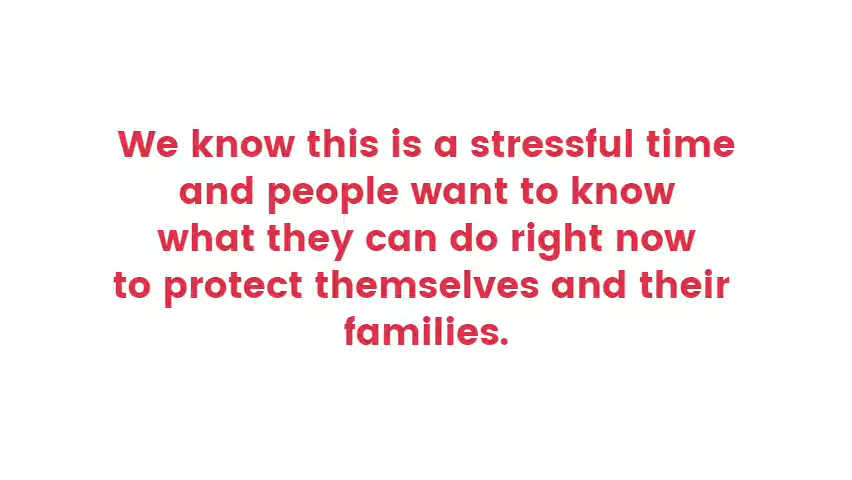 We know this is a stressful time
and people want to know
what they can do right now
to protect themselves and their
families.